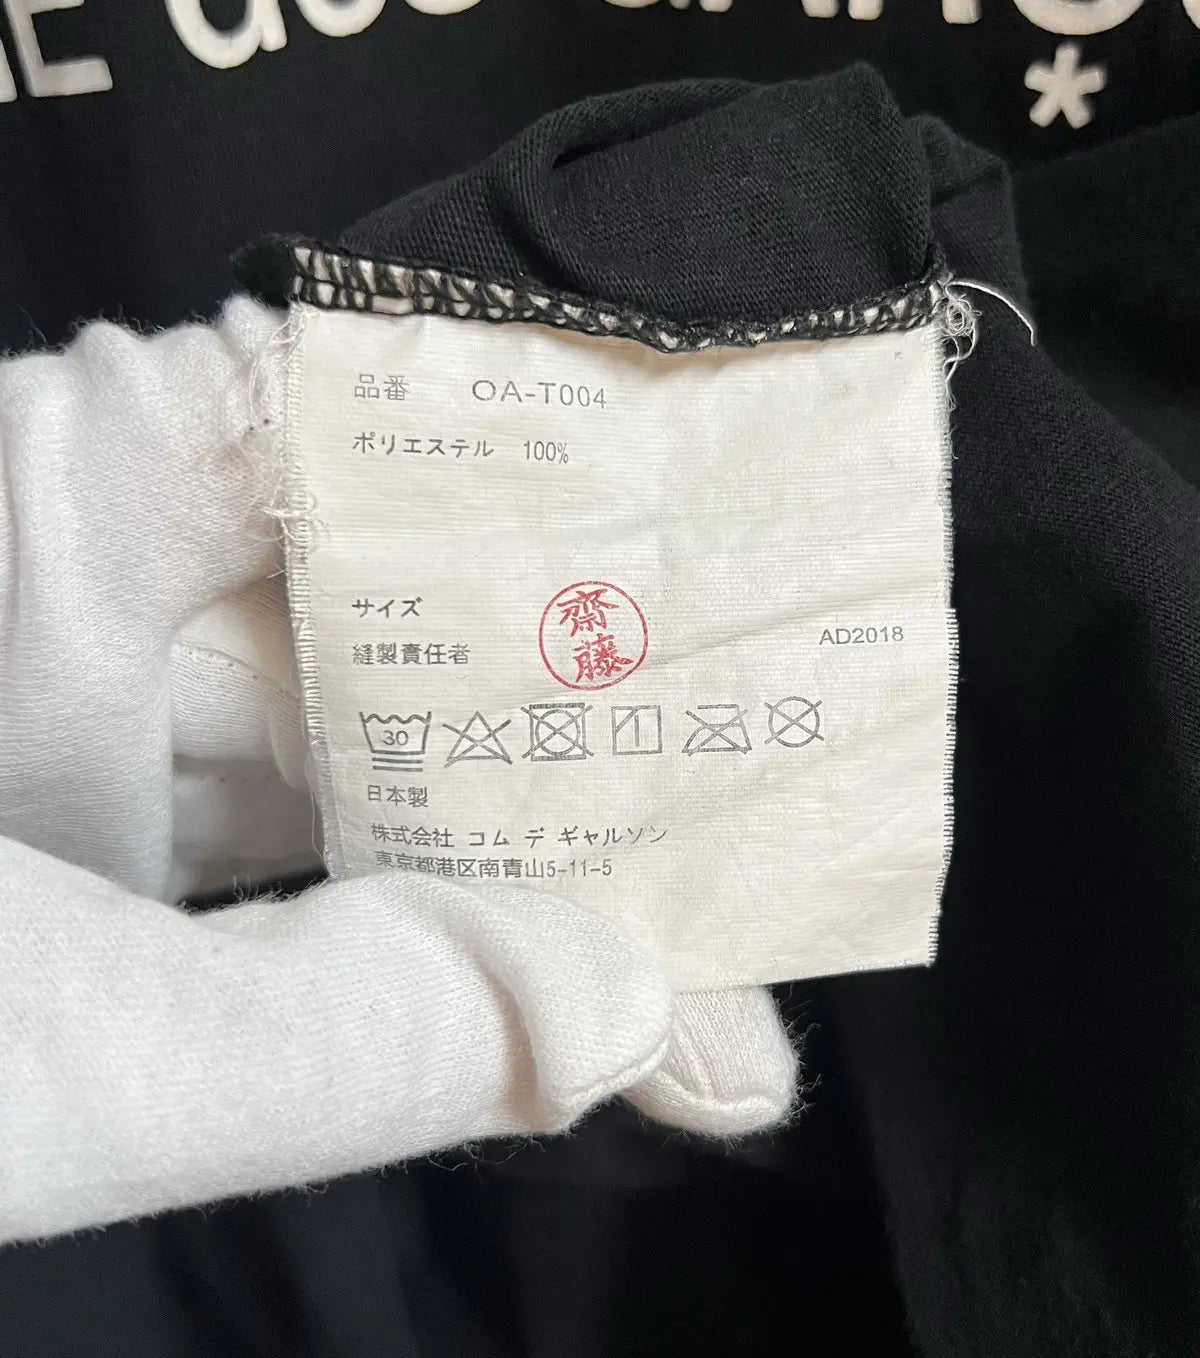 *
品番 OA-T004
ポリエステル 100%
サイズ
縫製責任者
齋藤
AD2018
30
日本製
株式会社 コム デ ギャルソン
東京都港区南青山5-11-5